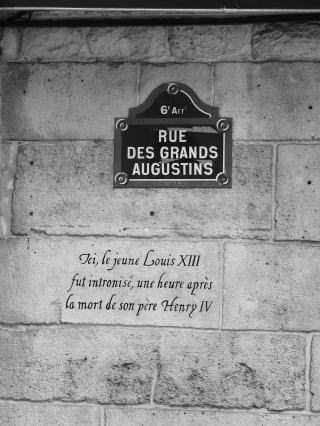 6e Arrt
RUE
DES GRANDS
AUGUSTINS
Ici, le jeune Louis XIII
fut intronisé, une heure après
la mort de son père Henry IV